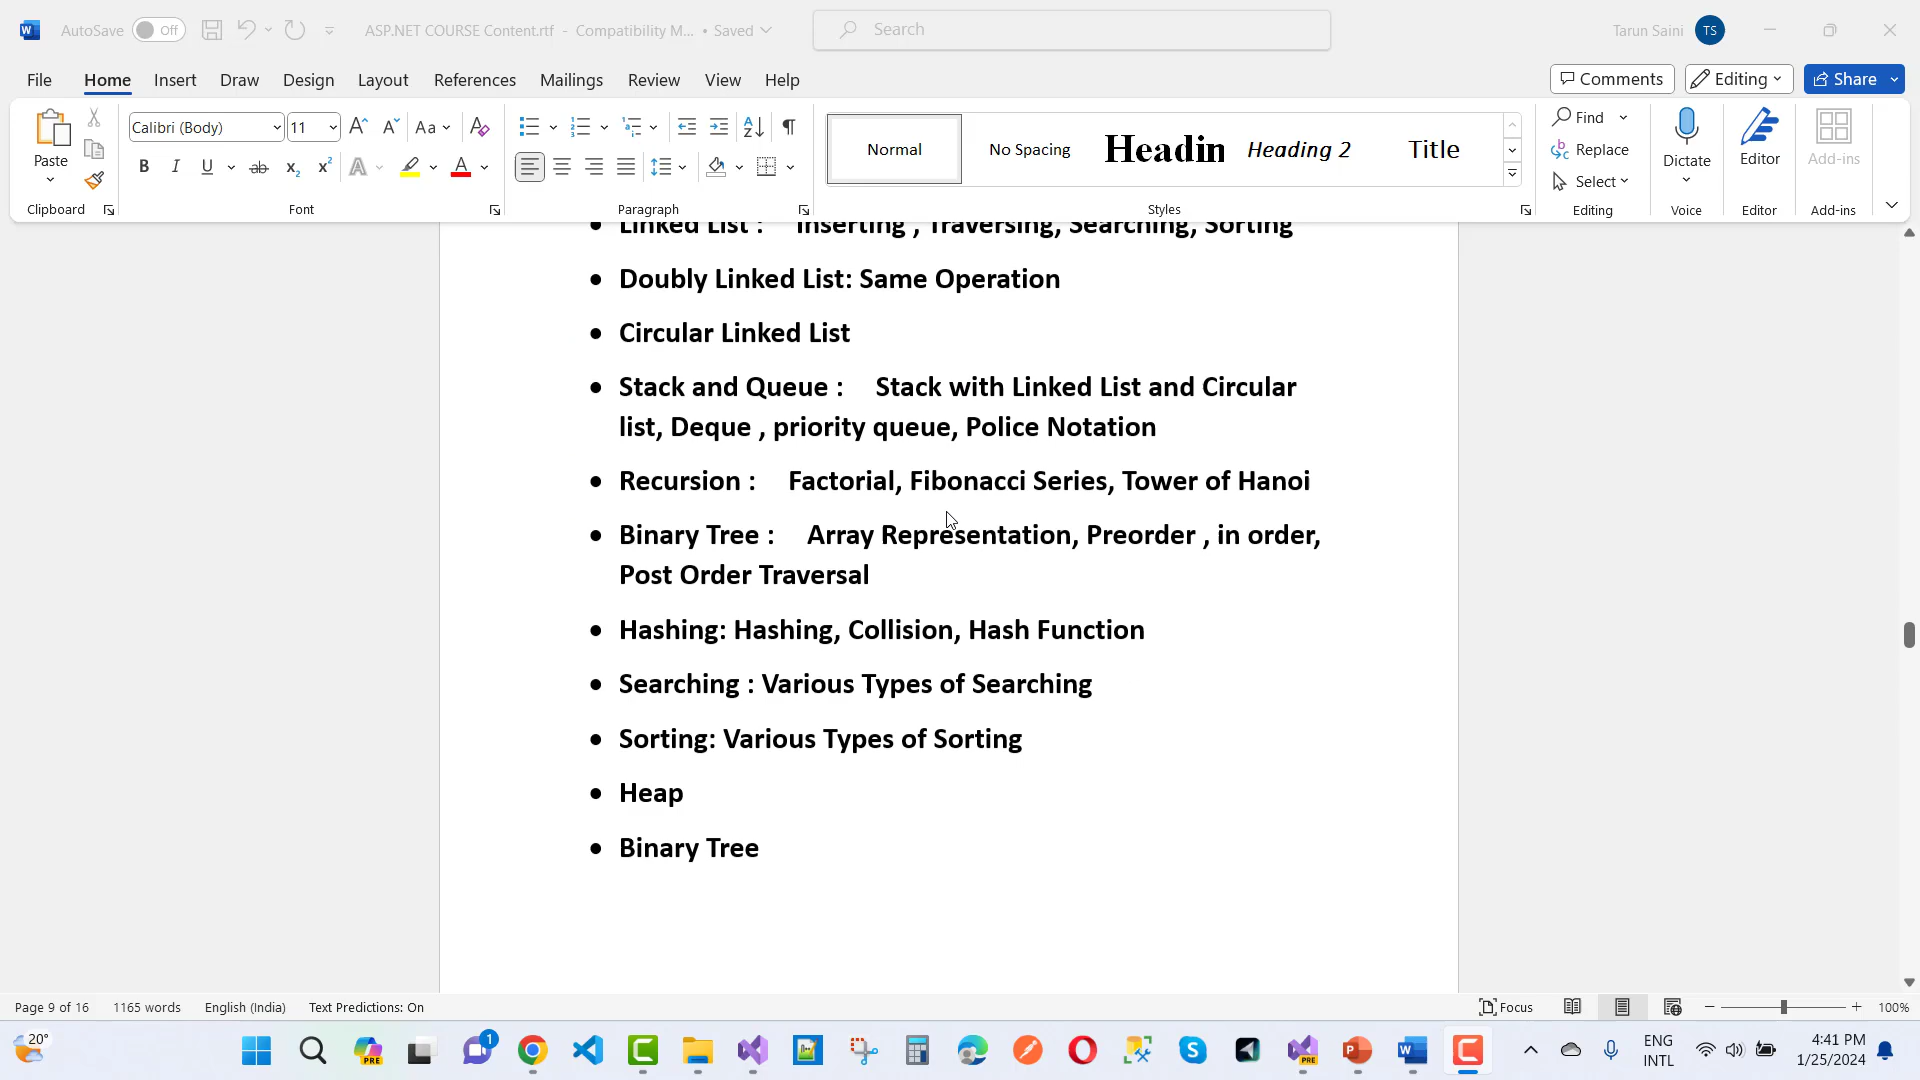 AutoSave Off ASP.NET COURSE Content.rtf - Compatibility M... • Saved Search Tarun Saini TS
File Home Insert Draw Design Layout References Mailings Review View Help Comments Editing Share
Paste Calibri (Body) 11 Aa Normal No Spacing Headin Heading 2 Title Find Replace Select Dictate Editor Add-ins
Clipboard Font Paragraph Styles Editing Voice Editor Add-ins
• Linked List : Inserting , Traversing, Searching, Sorting
• Doubly Linked List: Same Operation
• Circular Linked List
• Stack and Queue : Stack with Linked List and Circular
list, Deque , priority queue, Police Notation
• Recursion : Factorial, Fibonacci Series, Tower of Hanoi
• Binary Tree : Array Representation, Preorder , in order,
Post Order Traversal
• Hashing: Hashing, Collision, Hash Function
• Searching : Various Types of Searching
• Sorting: Various Types of Sorting
• Heap
• Binary Tree
Page 9 of 16 1165 words English (India) Text Predictions: On Focus 100%
20° PRE 1 PRE ENG 4:41 PM
INTL 1/25/2024